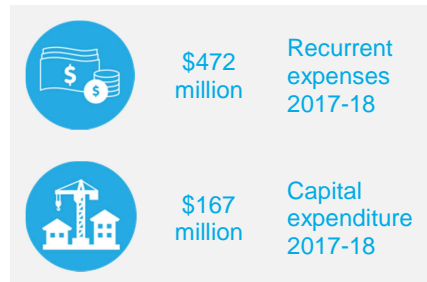 $
$
$472
million
Recurrent
expenses
2017-18
$167
million
Capital
expenditure
2017-18